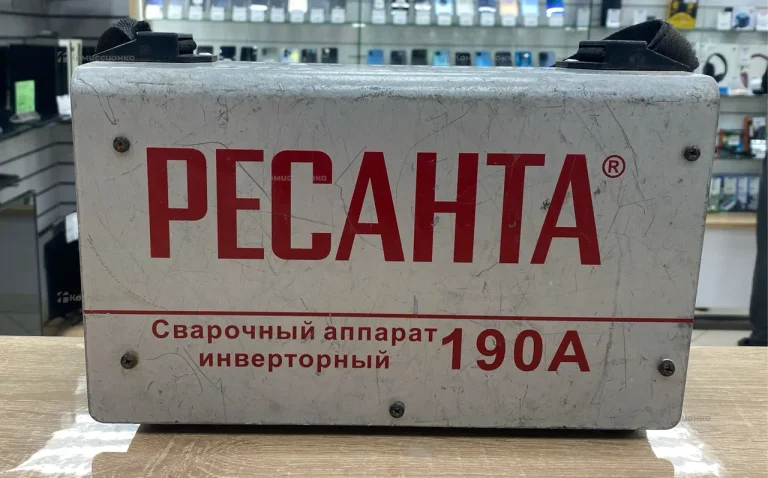 РЕСАНТА®
Сварочный аппарат
инверторный
190А